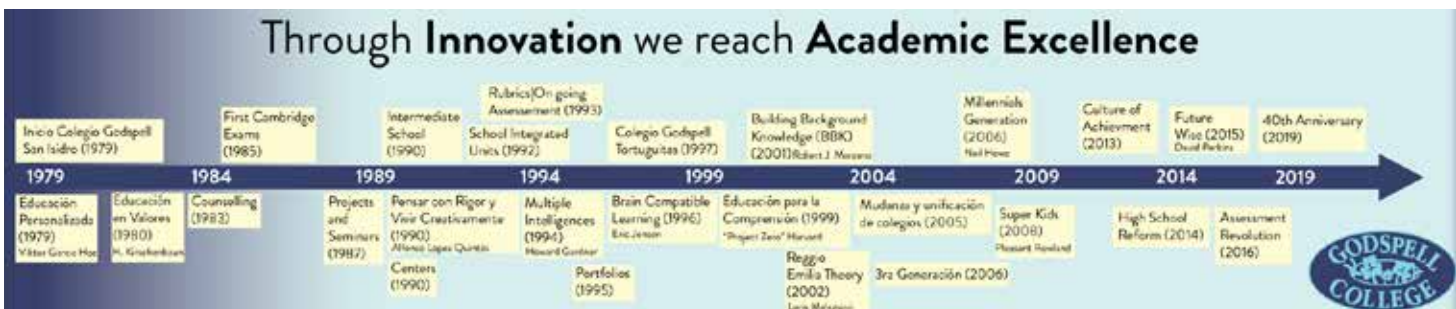 Through Innovation we reach Academic Excellence
Inicio Colegio Godspell
San Isidro (1979)
First Cambridge
Exams
(1985)
Intermediate
School
(1990)
Rubrics|On going
Assessment (1993)
School Integrated
Units (1992)
Colegio Godspell
Tortuguitas (1997)
Building Background
Knowledge (BBK)
(2001) Robert J. Marzano
Millennials
Generation
(2006)
Neil Howe
Culture of
Achievment
(2013)
Future
Wise (2015)
David Perkins
40th Anniversary
(2019)
1979 1984 1989 1994 1999 2004 2009 2014 2019
Educación
Personalizada
(1979)
Víktor García Hoz
Educación
en Valores
(1980)
H. Kirschenbaum
Counselling
(1983)
Projects
and
Seminars
(1987)
Pensar con Rigor y
Vivir Creativamente
(1990)
Alfonso Lopez Quintás
Centers
(1990)
Multiple
Intelligences
(1994)
Howard Gardner
Portfolios
(1995)
Brain Compatible
Learning (1996)
Eric Jensen
Educación para la
Comprensión (1999)
"Project Zero" Harvard
Reggio
Emilia Theory
(2002)
Mudanza y unificación
de colegios (2005)
3ra Generación (2006)
Super Kids
(2008)
Pleasant Rowland
High School
Reform (2014)
Assessment
Revolution
(2016)
GODSPELL
COLLEGE